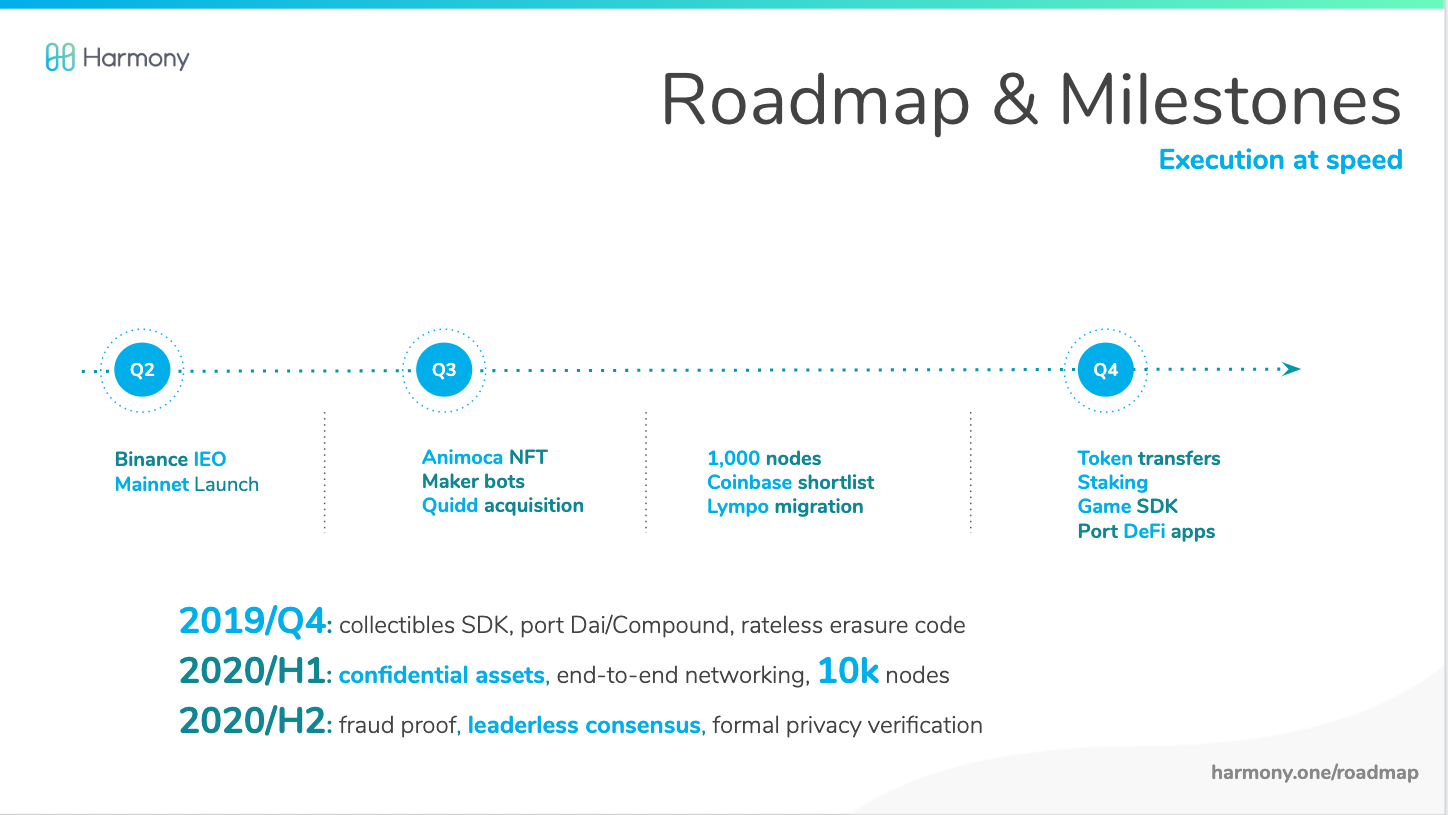 Harmony
Roadmap & Milestones
Execution at speed
Q2
Q3
Q4
Binance IEO
Mainnet Launch
Animoca NFT
Maker bots
Quidd acquisition
1,000 nodes
Coinbase shortlist
Lympo migration
Token transfers
Staking
Game SDK
Port DeFi apps
2019/Q4: collectibles SDK, port Dai/Compound, rateless erasure code
2020/H1: confidential assets, end-to-end networking, 10k nodes
2020/H2: fraud proof, leaderless consensus, formal privacy verification
harmony.one/roadmap